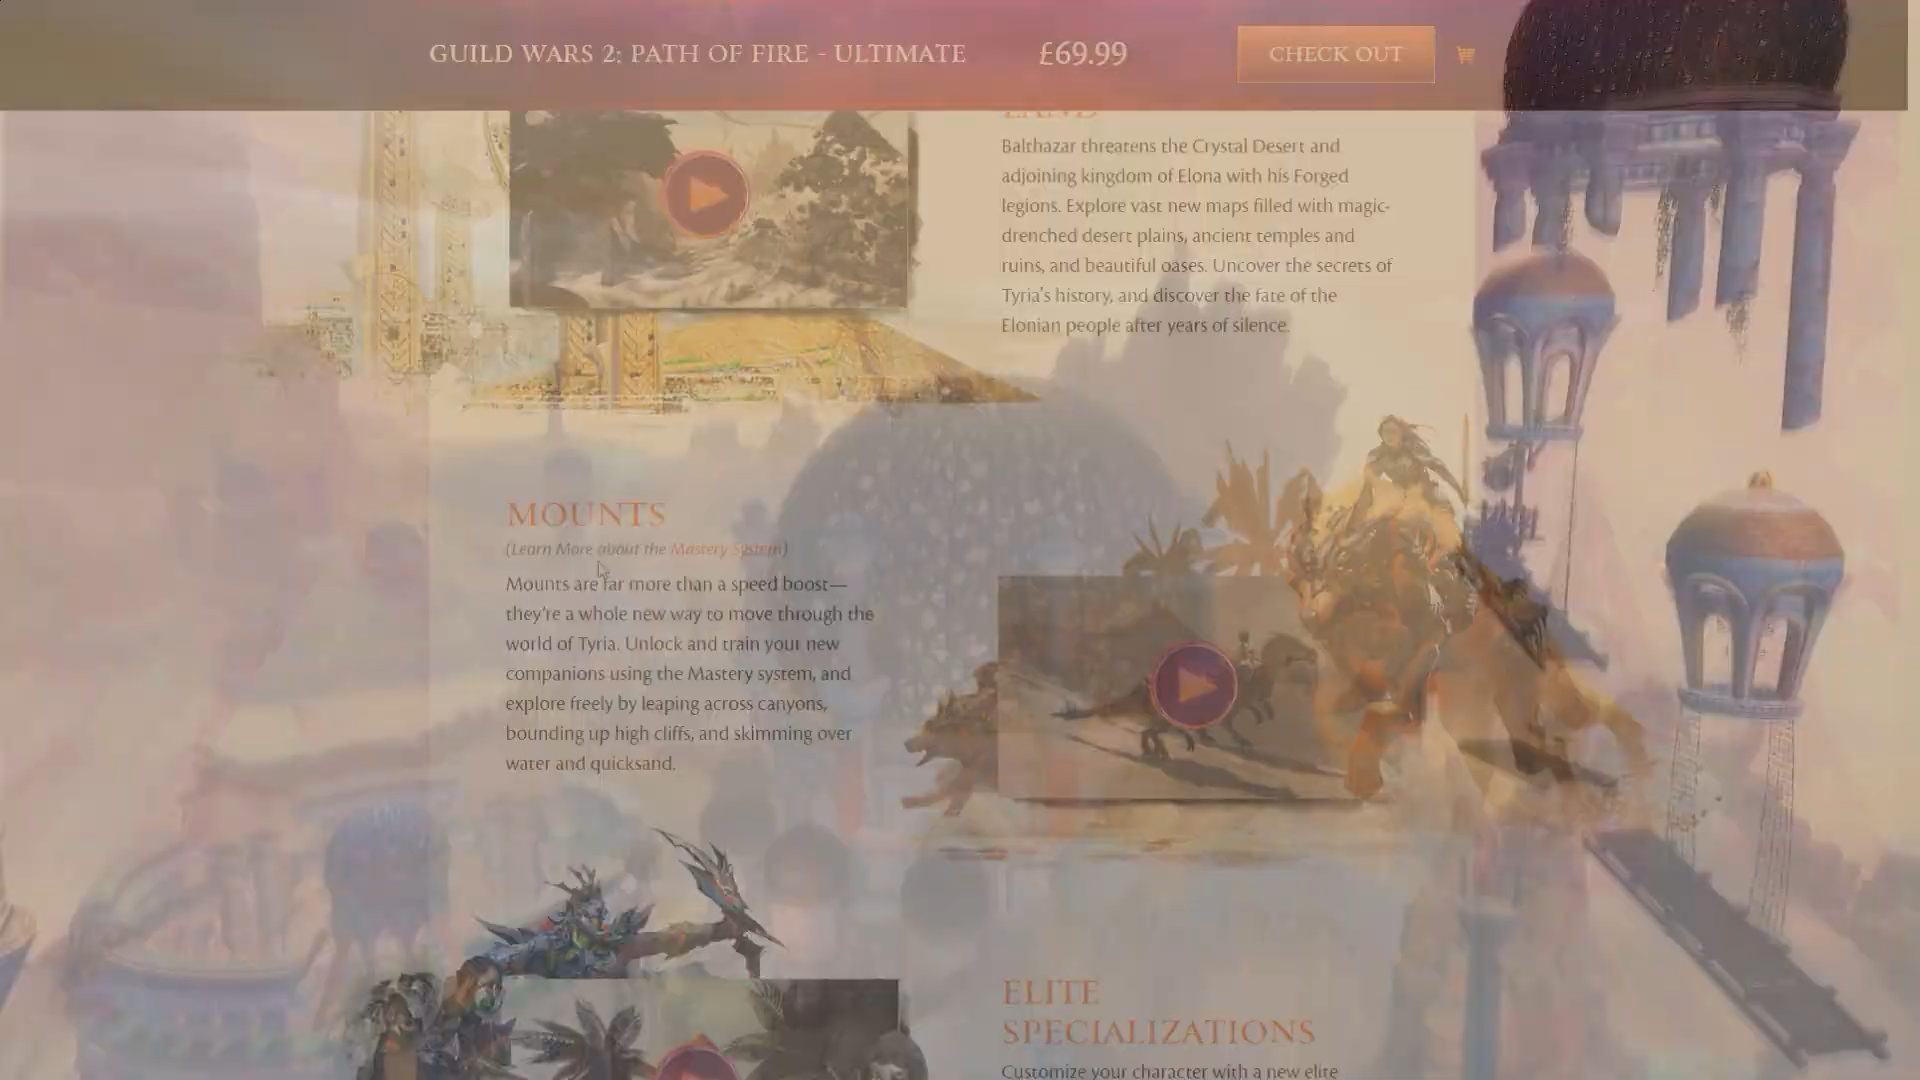 GUILD WARS 2: PATH OF FIRE - ULTIMATE £69.99 CHECK OUT
LAND
Balthazar threatens the Crystal Desert and
adjoining kingdom of Elona with his Forged
legions. Explore vast new maps filled with magic-
drenched desert plains, ancient temples and
ruins, and beautiful oases. Uncover the secrets of
Tyria's history, and discover the fate of the
Elonian people after years of silence.
MOUNTS
(Learn More about the Mastery System)
Mounts are far more than a speed boost—
they're a whole new way to move through the
world of Tyria. Unlock and train your new
companions using the Mastery system, and
explore freely by leaping across canyons,
bounding up high cliffs, and skimming over
water and quicksand.
ELITE
SPECIALIZATIONS
Customize your character with a new elite